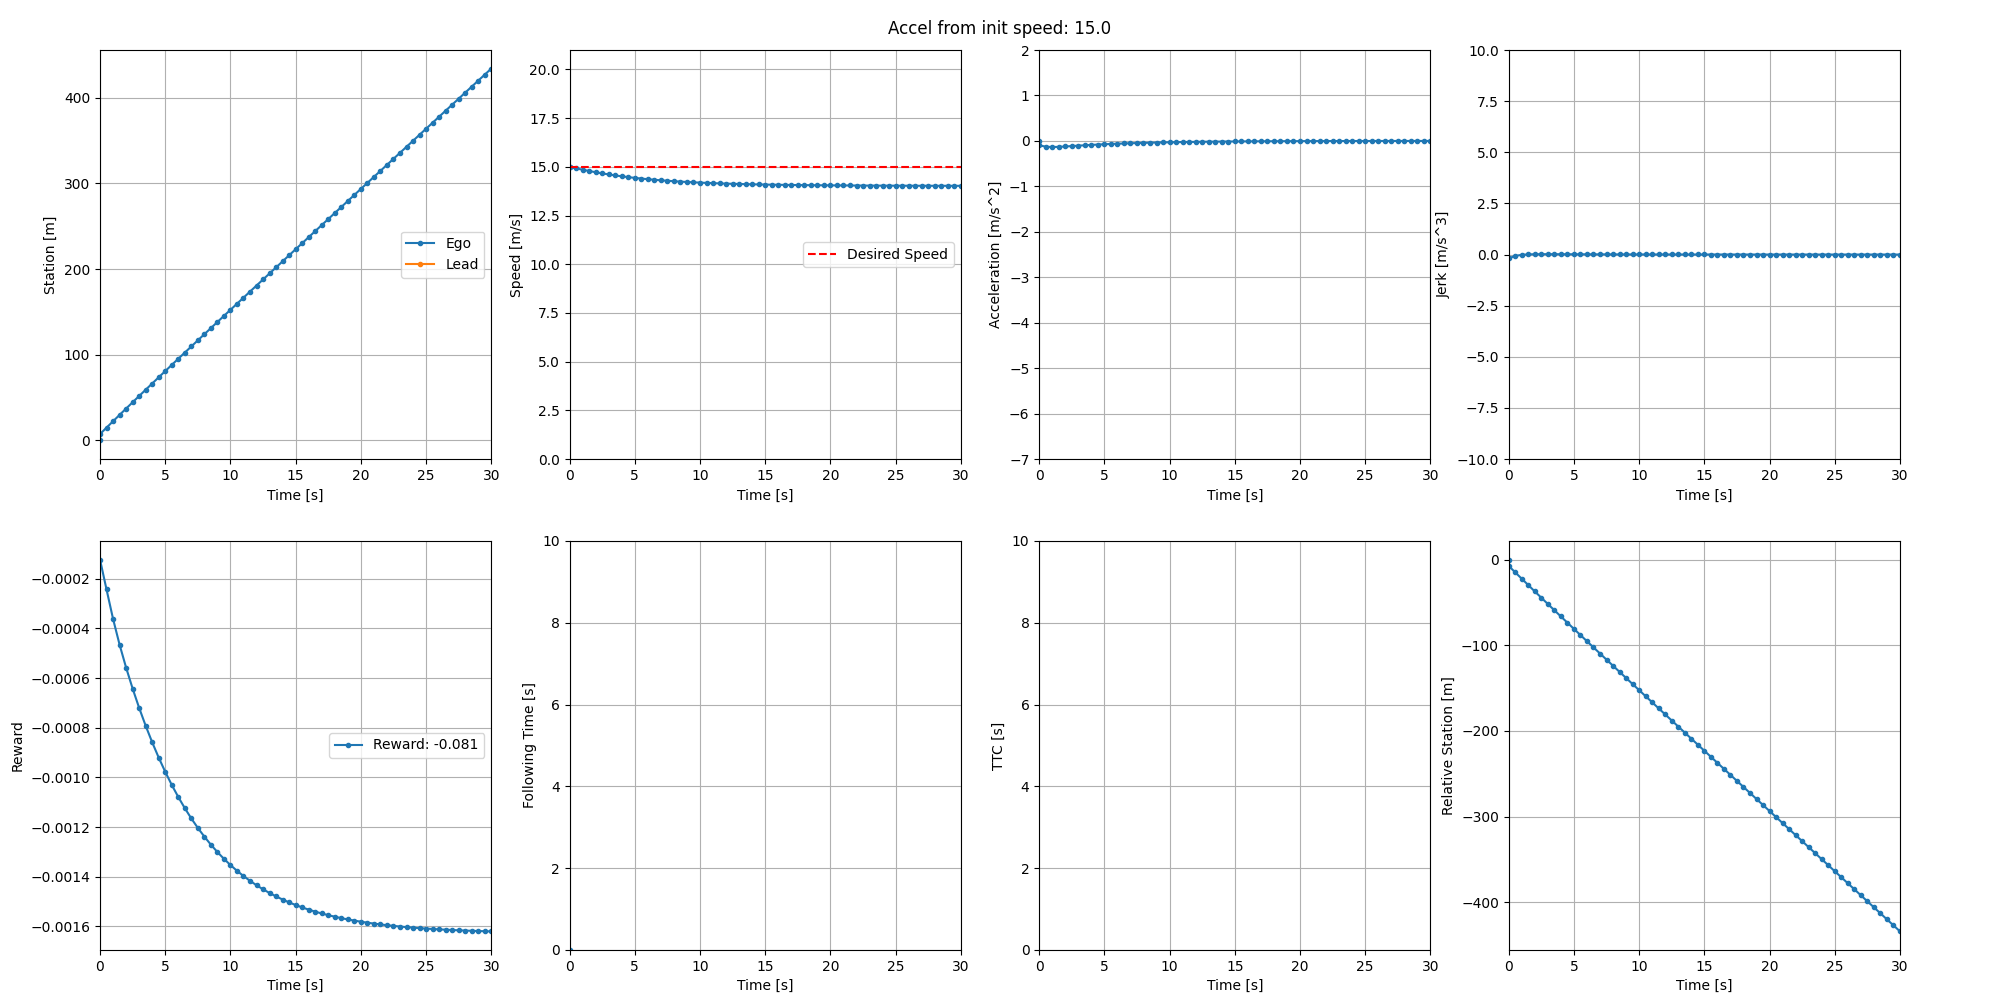 Accel from init speed: 15.0
Station [m]
400
300
200
100
0
Ego
Lead
0 5 10 15 20 25 30
Time [s]
Speed [m/s]
20.0
17.5
15.0
12.5
10.0
7.5
5.0
2.5
0.0
Desired Speed
0 5 10 15 20 25 30
Time [s]
Acceleration [m/s^2]
2
1
0
−1
−2
−3
−4
−5
−6
−7
0 5 10 15 20 25 30
Time [s]
Jerk [m/s^3]
10.0
7.5
5.0
2.5
0.0
−2.5
−5.0
−7.5
−10.0
0 5 10 15 20 25 30
Time [s]
Reward
−0.0002
−0.0004
−0.0006
−0.0008
−0.0010
−0.0012
−0.0014
−0.0016
Reward: -0.081
0 5 10 15 20 25 30
Time [s]
Following Time [s]
10
8
6
4
2
0
0 5 10 15 20 25 30
Time [s]
TTC [s]
10
8
6
4
2
0
0 5 10 15 20 25 30
Time [s]
Relative Station [m]
0
−100
−200
−300
−400
0 5 10 15 20 25 30
Time [s]